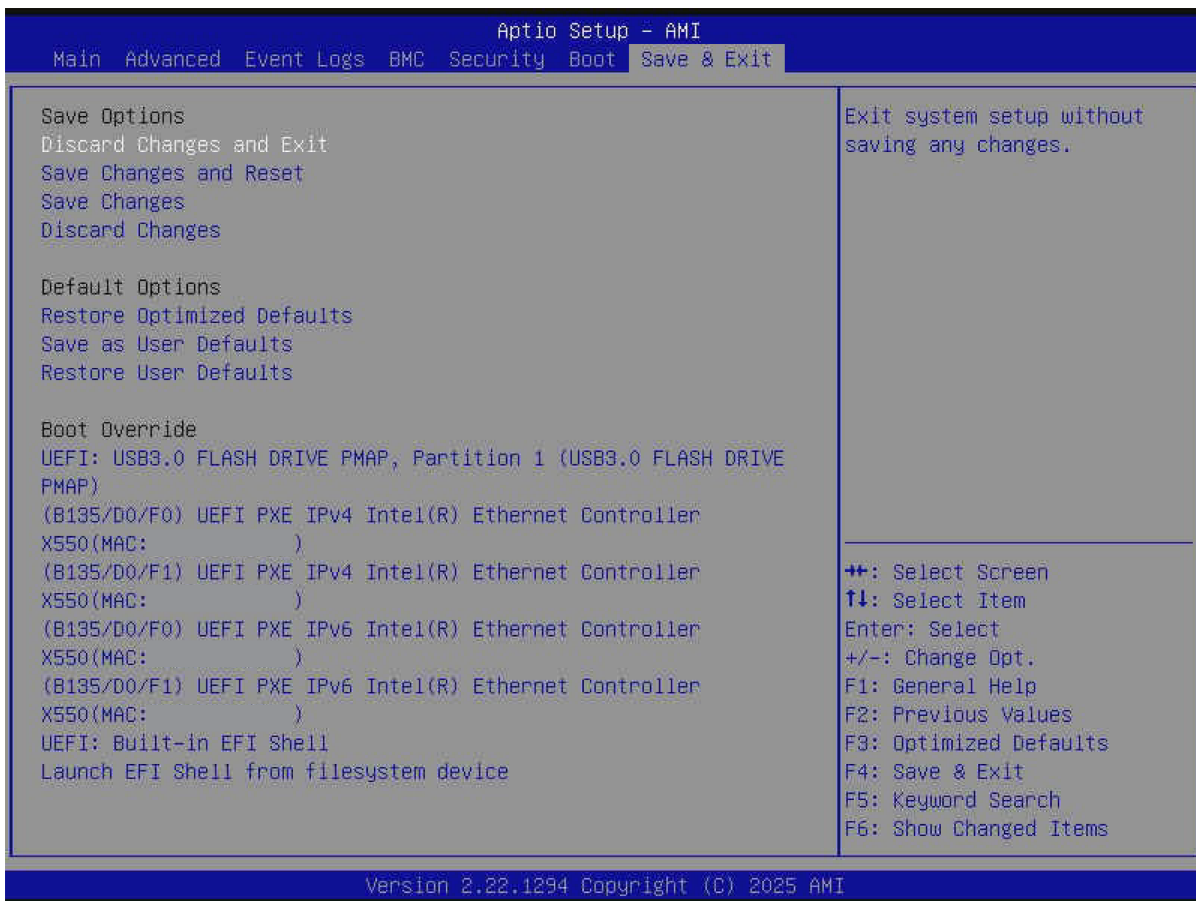 Aptio Setup - AMI
Main Advanced Event Logs BMC Security Boot Save & Exit
Save Options
Discard Changes and Exit
Save Changes and Reset
Save Changes
Discard Changes
Default Options
Restore Optimized Defaults
Save as User Defaults
Restore User Defaults
Boot Override
UEFI: USB3.0 FLASH DRIVE PMAP, Partition 1 (USB3.0 FLASH DRIVE
PMAP)
(B135/D0/F0) UEFI PXE IPv4 Intel(R) Ethernet Controller
X550(MAC: )
(B135/D0/F1) UEFI PXE IPv4 Intel(R) Ethernet Controller
X550(MAC: )
(B135/D0/F0) UEFI PXE IPv6 Intel(R) Ethernet Controller
X550(MAC: )
(B135/D0/F1) UEFI PXE IPv6 Intel(R) Ethernet Controller
X550(MAC: )
UEFI: Built-in EFI Shell
Launch EFI Shell from filesystem device
Exit system setup without
saving any changes.
→←: Select Screen
↑↓: Select Item
Enter: Select
+/-: Change Opt.
F1: General Help
F2: Previous Values
F3: Optimized Defaults
F4: Save & Exit
F5: Keyword Search
F6: Show Changed Items
Version 2.22.1294 Copyright (C) 2025 AMI